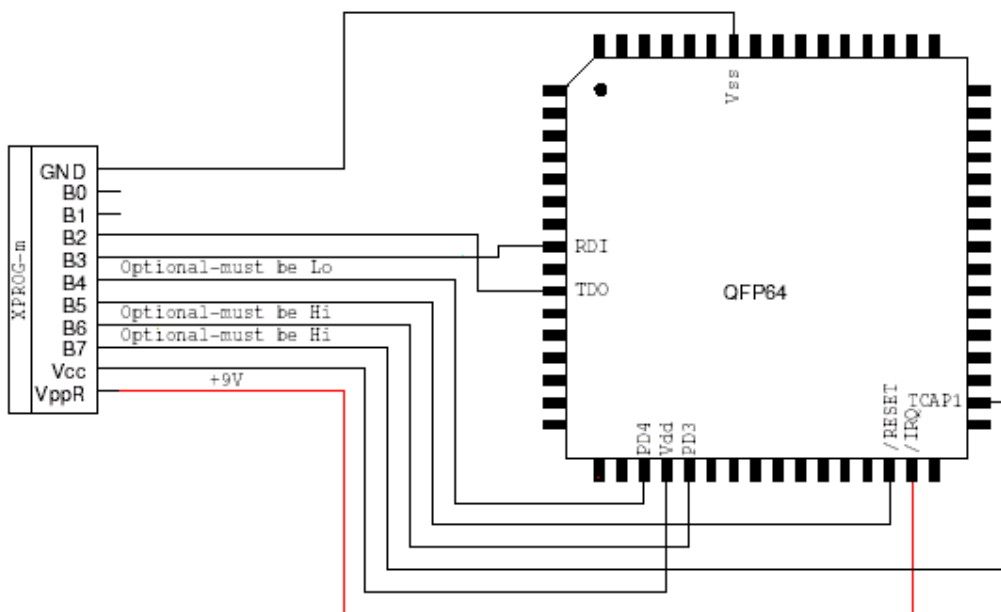 Vss
GND
B0
B1
B2
B3
Optional-must be Lo
B4
B5
Optional-must be Hi
B6
Optional-must be Hi
B7
Vcc
+9V
VppR
XPROG-m
RDI
TDO
QFP64
TCAP1
PD4
Vdd
PD3
/RESET
/IRQ